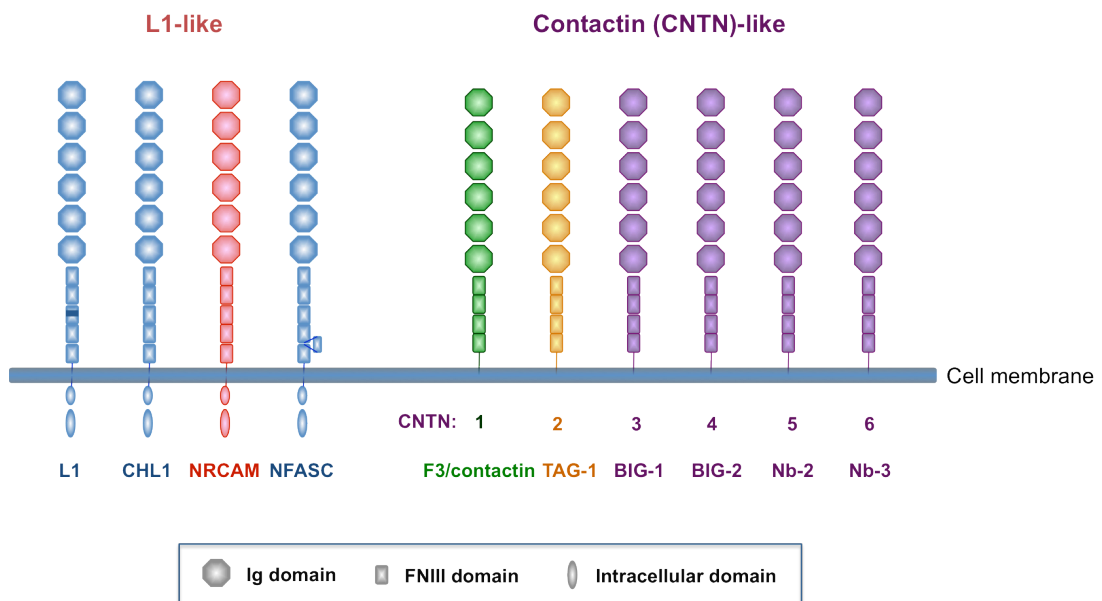 L1-like Contactin (CNTN)-like
Cell membrane
CNTN: 1 2 3 4 5 6
L1 CHL1 NRCAM NFASC F3/contactin TAG-1 BIG-1 BIG-2 Nb-2 Nb-3
Ig domain FNIII domain Intracellular domain